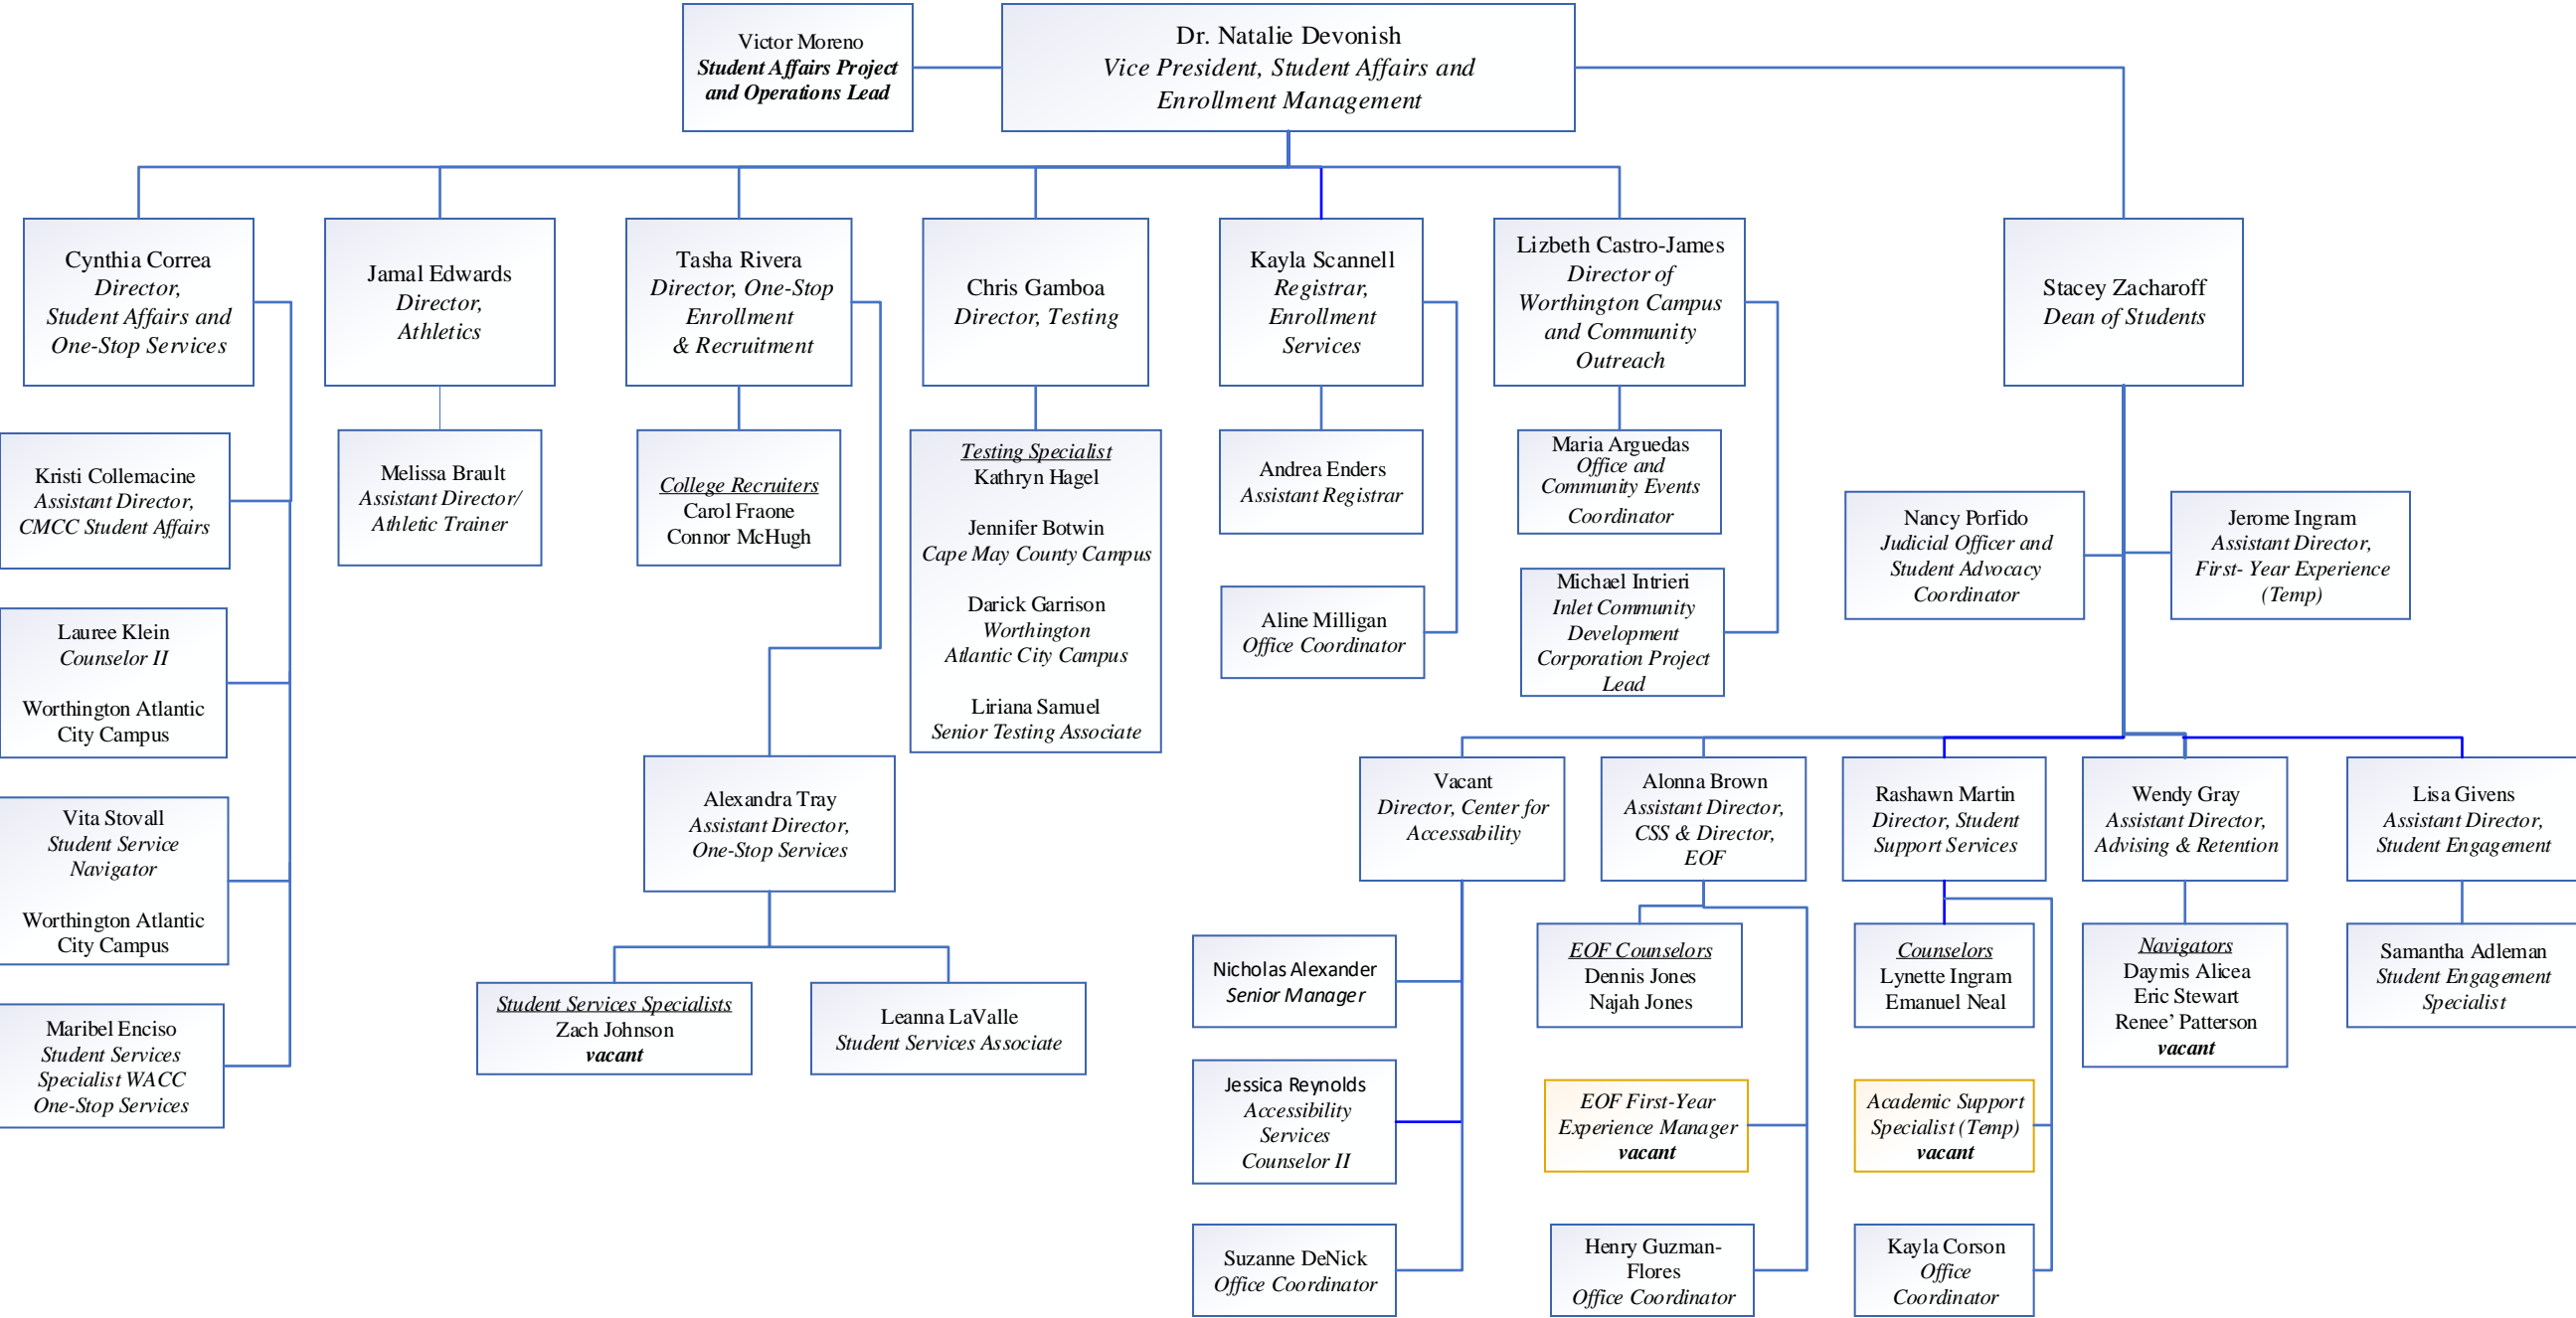 Victor Moreno
Student Affairs Project
and Operations Lead
Dr. Natalie Devonish
Vice President, Student Affairs and
Enrollment Management
Cynthia Correa
Director,
Student Affairs and
One-Stop Services
Jamal Edwards
Director,
Athletics
Tasha Rivera
Director, One-Stop
Enrollment
& Recruitment
Chris Gamboa
Director, Testing
Kayla Scannell
Registrar,
Enrollment
Services
Lizbeth Castro-James
Director of
Worthington Campus
and Community
Outreach
Stacey Zacharoff
Dean of Students
Kristi Collemacine
Assistant Director,
CMCC Student Affairs
Melissa Brault
Assistant Director/
Athletic Trainer
College Recruiters
Carol Fraone
Connor McHugh
Testing Specialist
Kathryn Hagel
Jennifer Botwin
Cape May County Campus
Darick Garrison
Worthington
Atlantic City Campus
Liriana Samuel
Senior Testing Associate
Andrea Enders
Assistant Registrar
Maria Arguedas
Office and
Community Events
Coordinator
Nancy Porfido
Judicial Officer and
Student Advocacy
Coordinator
Jerome Ingram
Assistant Director,
First- Year Experience
(Temp)
Aline Milligan
Office Coordinator
Michael Intrieri
Inlet Community
Development
Corporation Project
Lead
Lauree Klein
Counselor II
Worthington Atlantic
City Campus
Vita Stovall
Student Service
Navigator
Worthington Atlantic
City Campus
Maribel Enciso
Student Services
Specialist WACC
One-Stop Services
Alexandra Tray
Assistant Director,
One-Stop Services
Student Services Specialists
Zach Johnson
vacant
Leanna LaValle
Student Services Associate
Vacant
Director, Center for
Accessability
Alonna Brown
Assistant Director,
CSS & Director,
EOF
Rashawn Martin
Director, Student
Support Services
Wendy Gray
Assistant Director,
Advising & Retention
Lisa Givens
Assistant Director,
Student Engagement
Nicholas Alexander
Senior Manager
EOF Counselors
Dennis Jones
Najah Jones
Counselors
Lynette Ingram
Emanuel Neal
Navigators
Daymis Alicea
Eric Stewart
Renee’ Patterson
vacant
Samantha Adleman
Student Engagement
Specialist
Jessica Reynolds
Accessibility
Services
Counselor II
EOF First-Year
Experience Manager
vacant
Academic Support
Specialist (Temp)
vacant
Suzanne DeNick
Office Coordinator
Henry Guzman-
Flores
Office Coordinator
Kayla Corson
Office
Coordinator